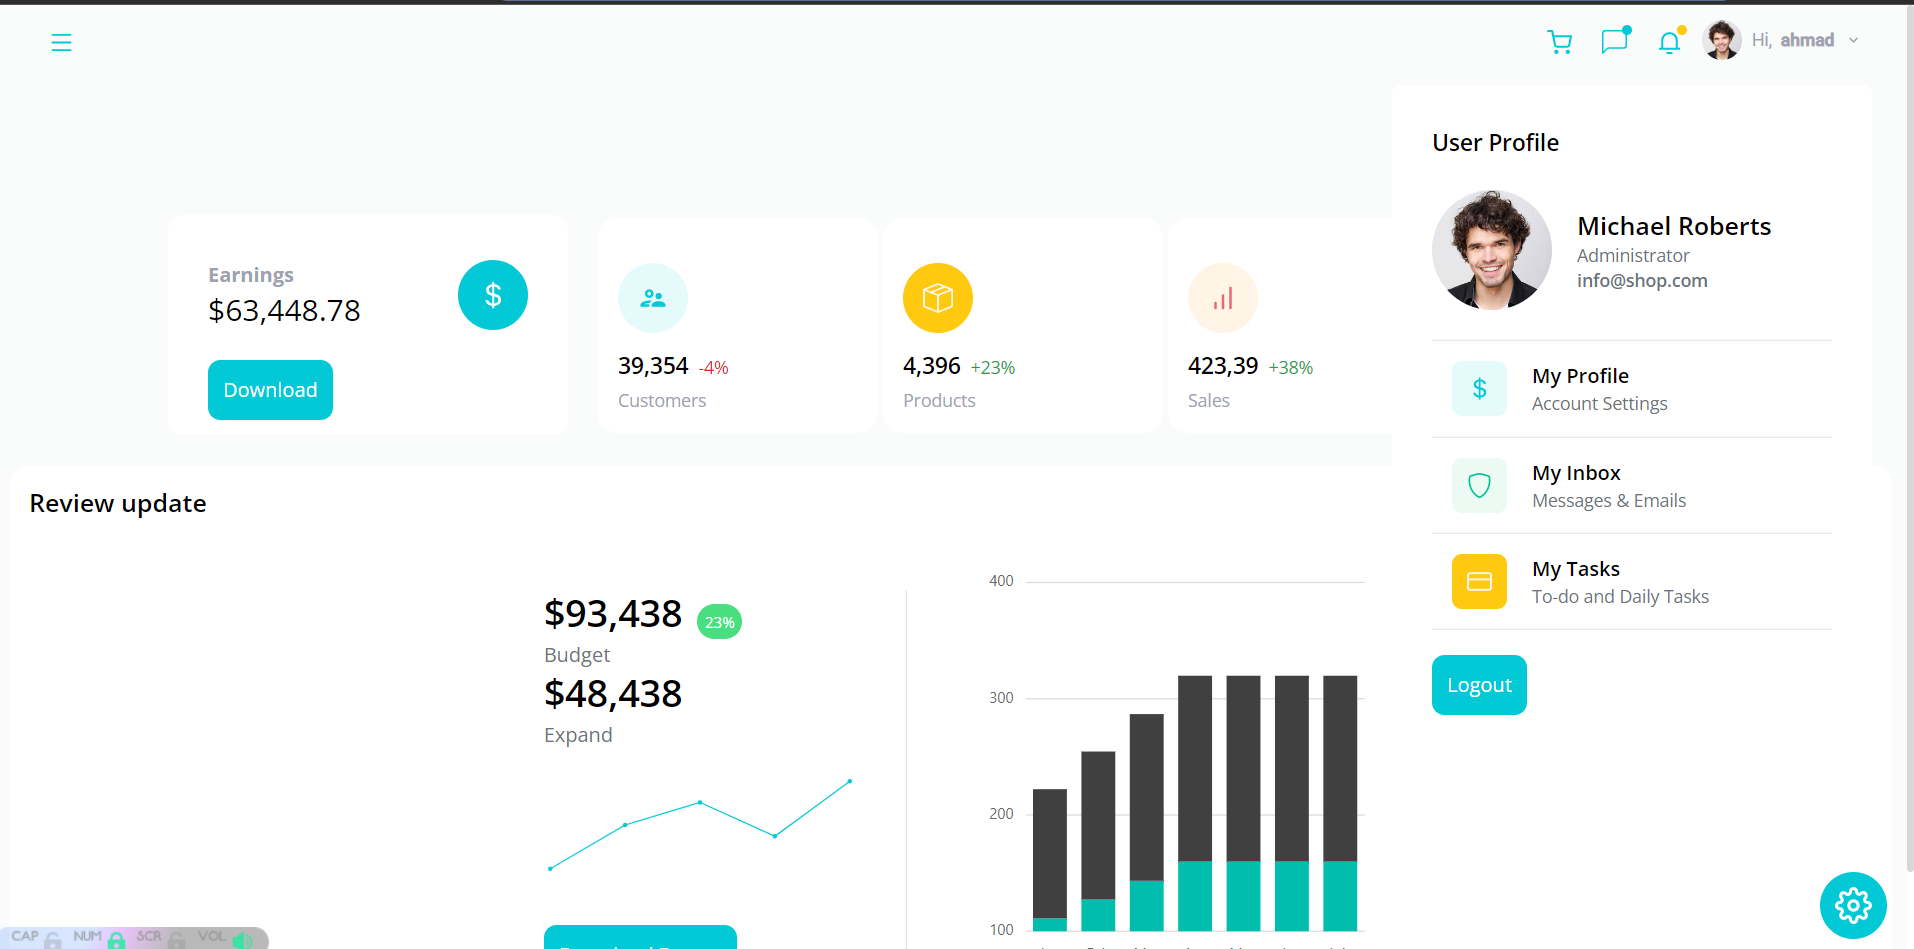 Hi, ahmad
User Profile
Michael Roberts
Administrator
info@shop.com
My Profile
Account Settings
My Inbox
Messages & Emails
My Tasks
To-do and Daily Tasks
Logout
Earnings
$63,448.78
Download
39,354 -4%
Customers
4,396 +23%
Products
423,39 +38%
Sales
Review update
$93,438 23%
Budget
$48,438
Expand
400
300
200
100
CAP NUM SCR VOL